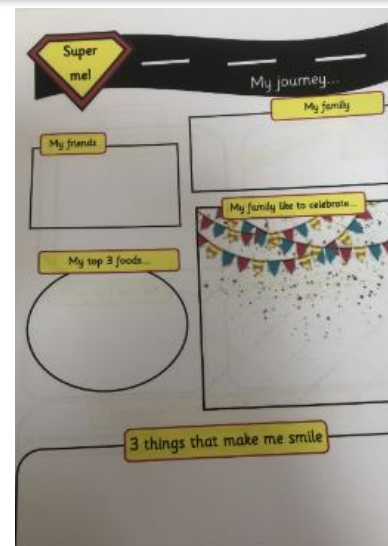 Super
me!
My journey...
My family
My friends
My family like to celebrate...
My top 3 foods...
3 things that make me smile